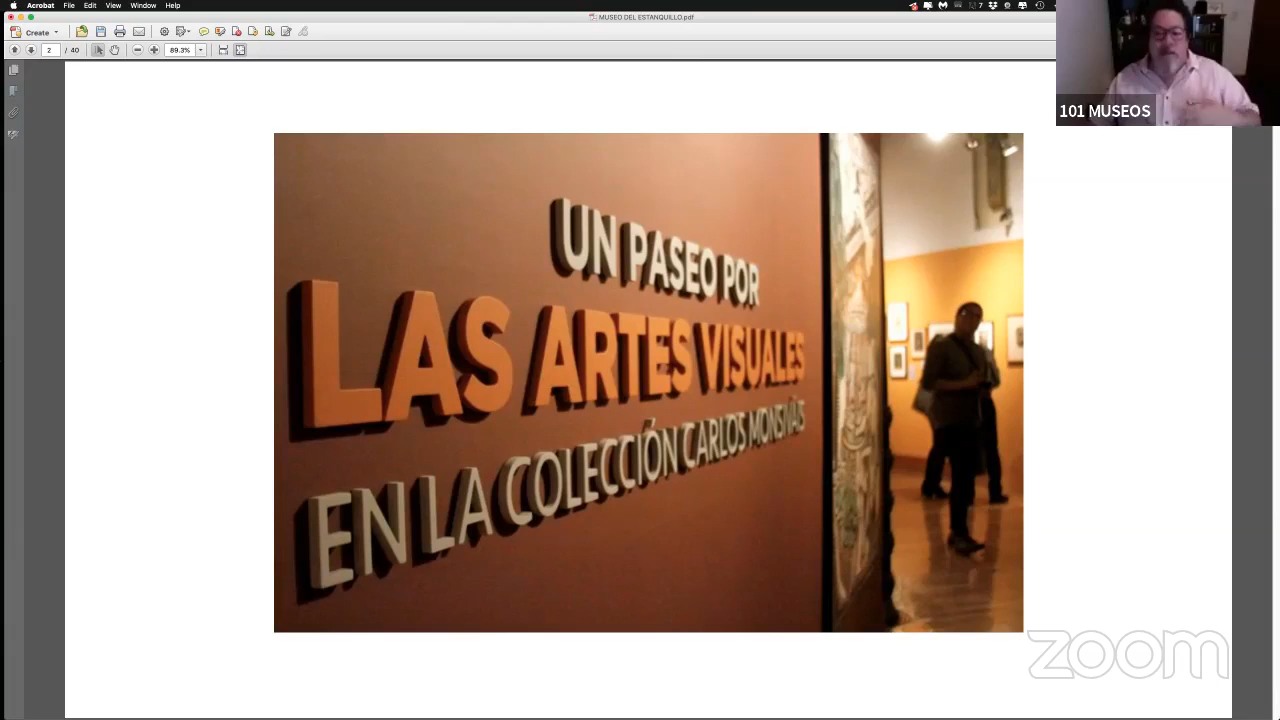 Acrobat File Edit View Window Help
7
MUSEO DEL ESTANQUILLO.pdf
Create
2 / 40
89.3%
101 MUSEOS
UN PASEO POR
LAS ARTES VISUALES
EN LA COLECCIÓN CARLOS MONSIVÁIS
zoom